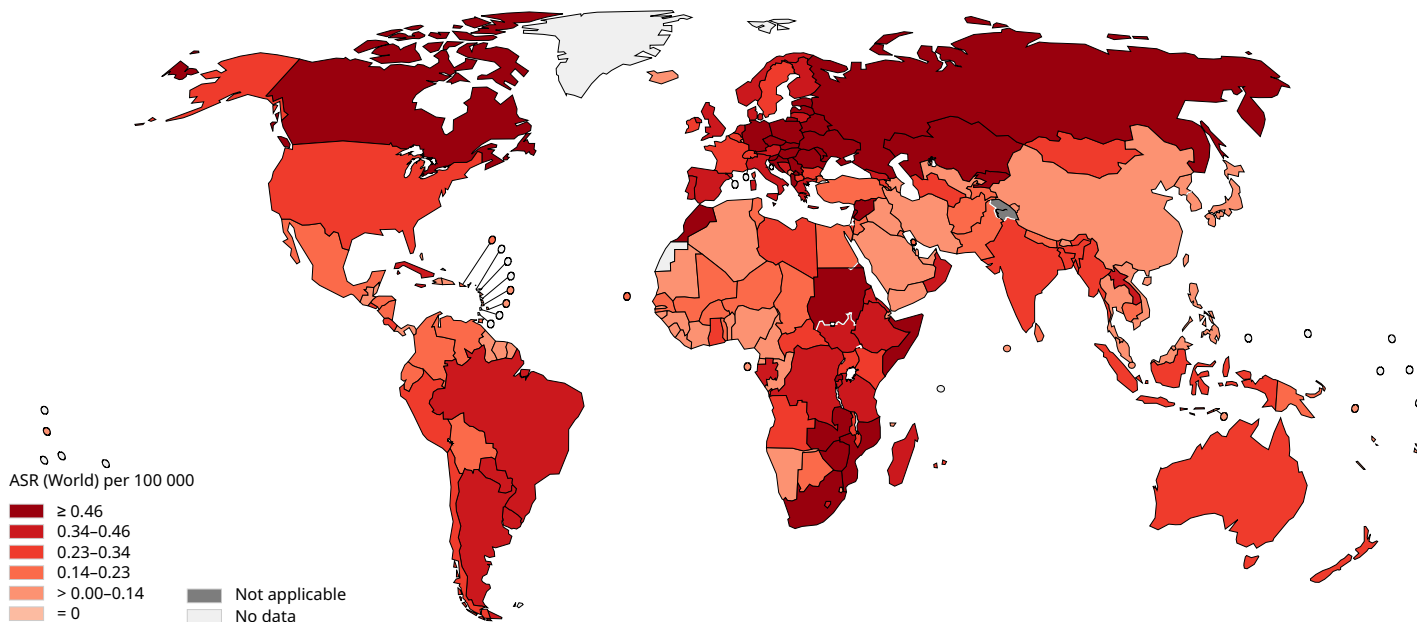 ASR (World) per 100 000
≥ 0.46
0.34–0.46
0.23–0.34
0.14–0.23
> 0.00–0.14
= 0
Not applicable
No data